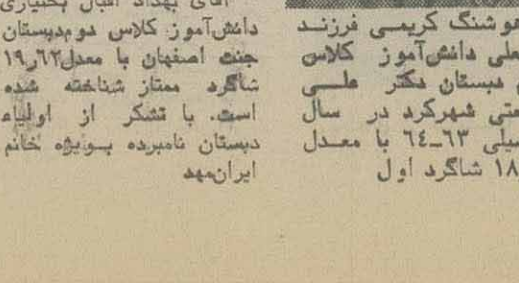 هوشنگ کریمی فرزند
علی دانش‌آموز کلاس
دبستان دکتر علی
شهرکرد در سال
۶۳-۶۴ با معدل
۱۸ شاگرد اول
آقای بهداد اقبال بختیاری
دانش‌آموز کلاس دوم‌دبستان
جنت اصفهان با معدل ۱۹٫۶۲
شاگرد ممتاز شناخته شده
است. با تشکر از اولیاء
دبستان نامبرده بویژه خانم
ایران‌مهد